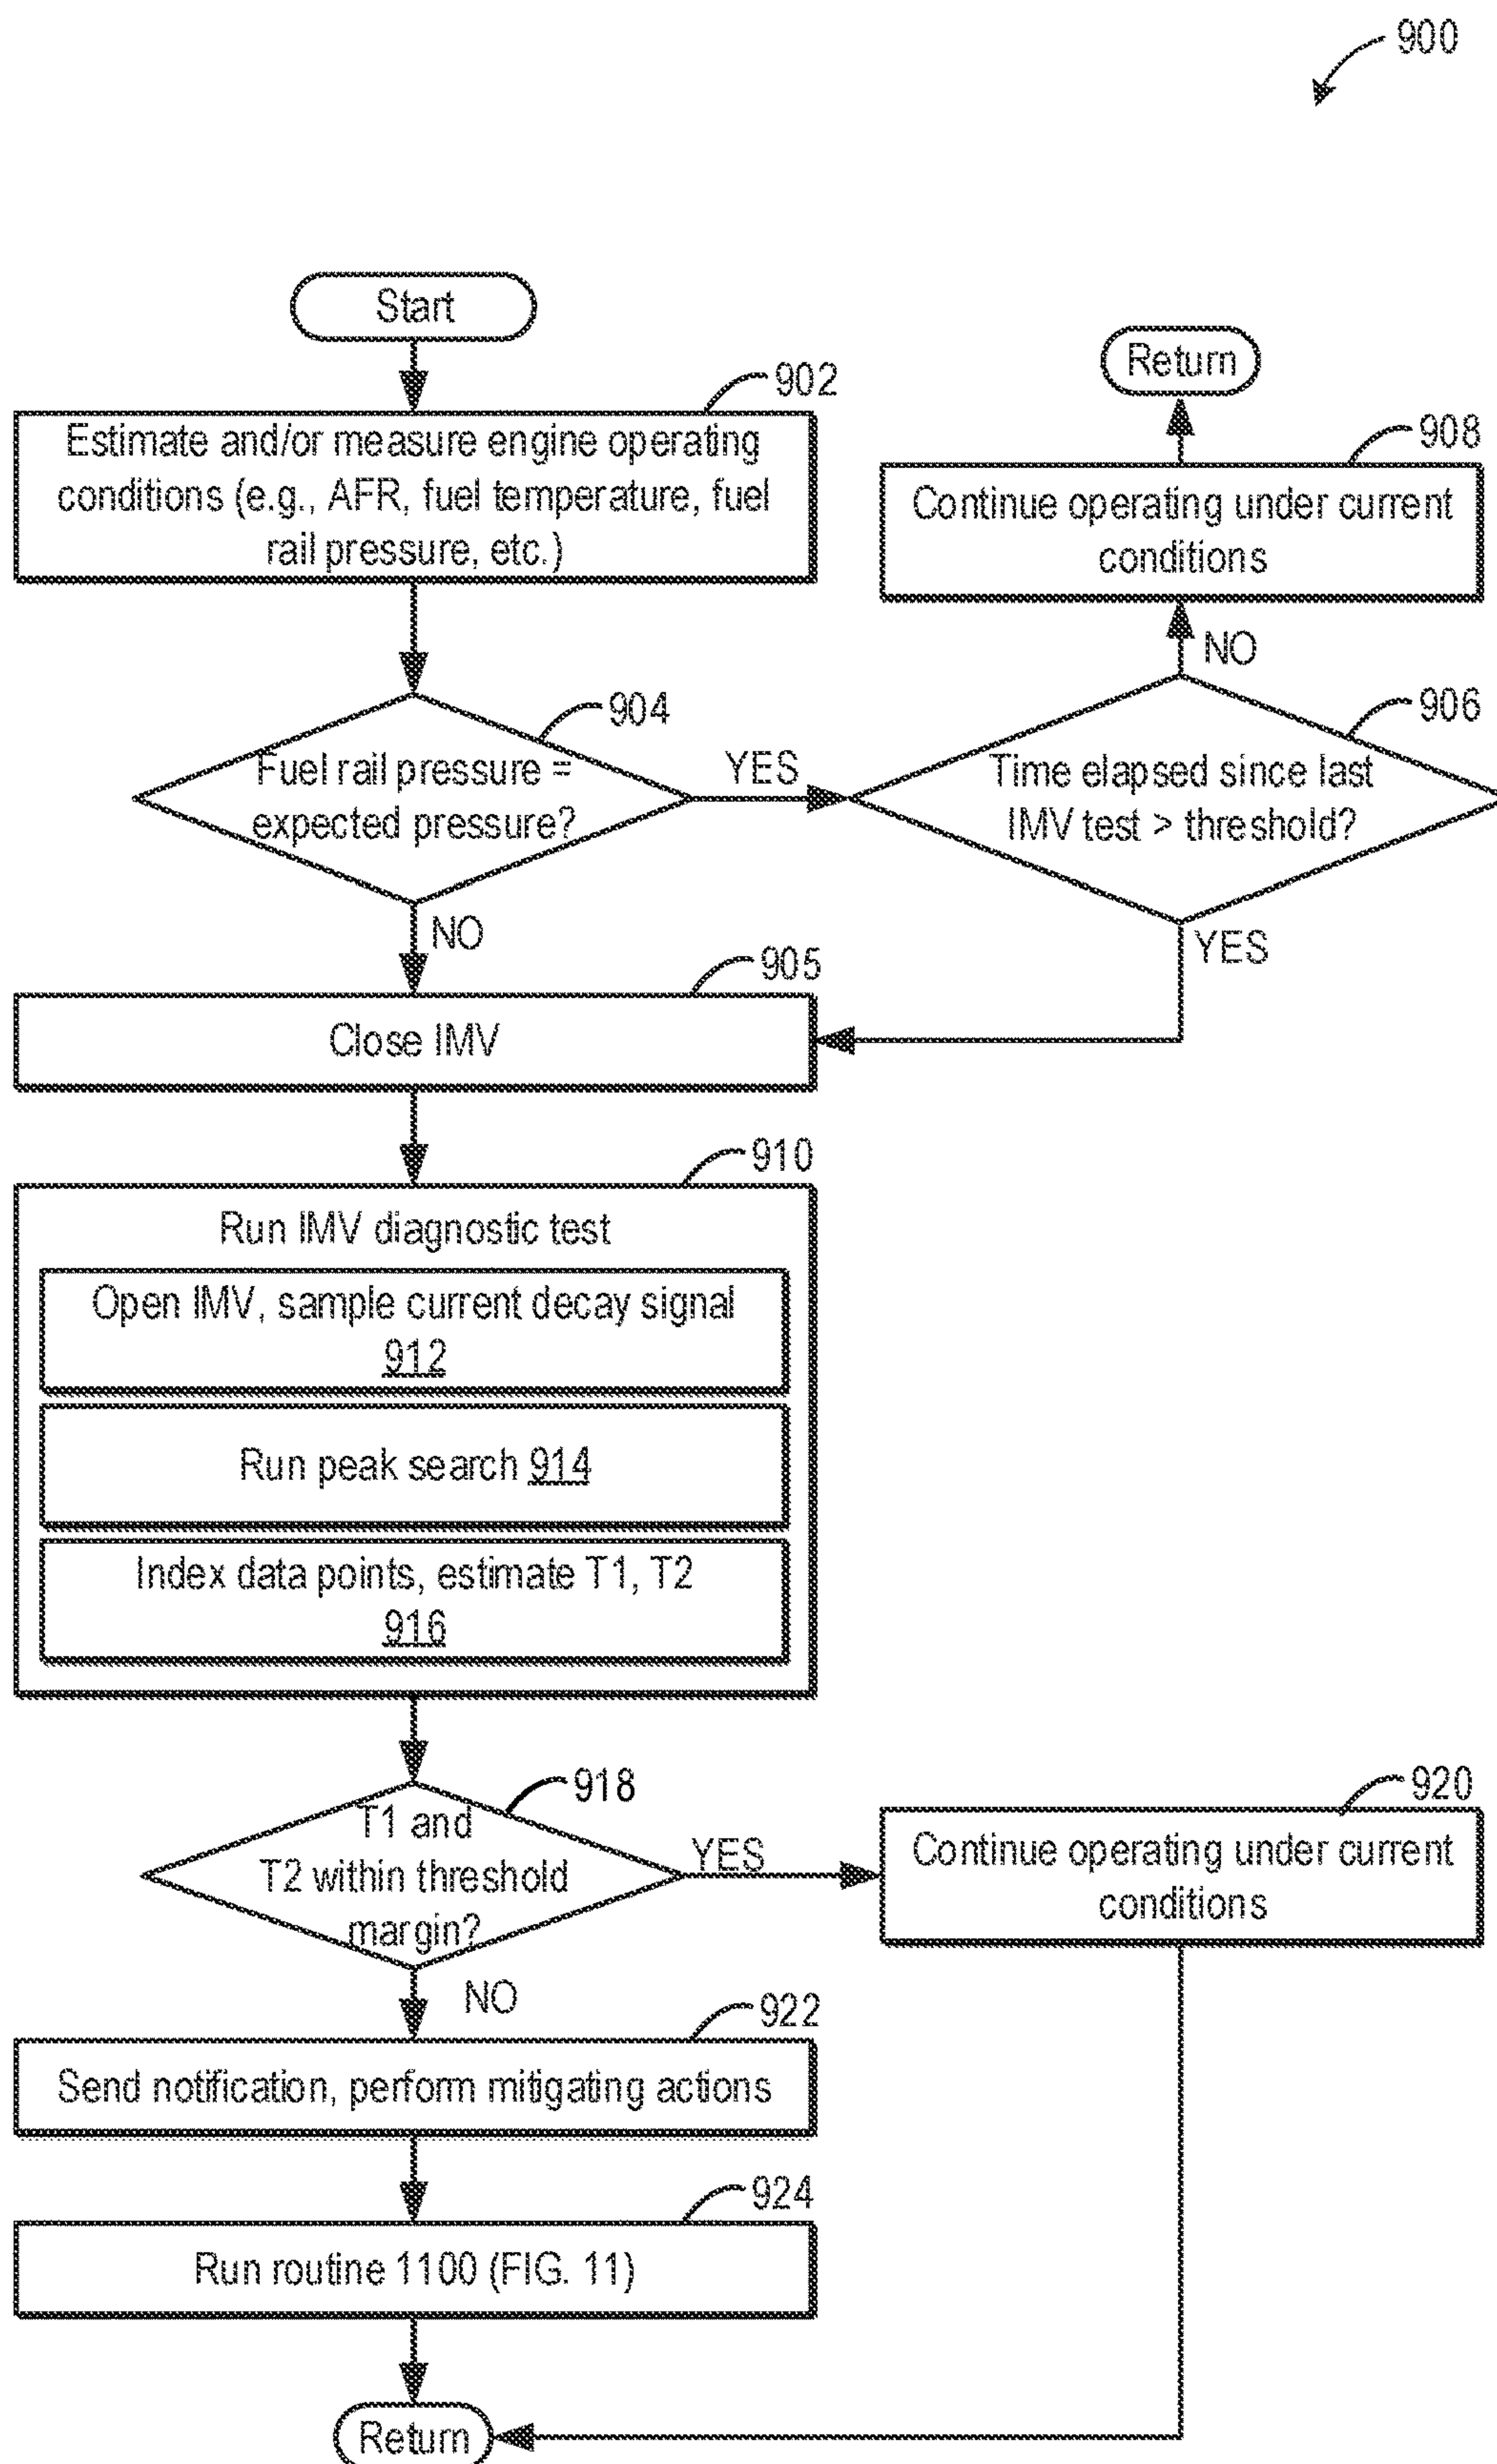 900
Start
902
Estimate and/or measure engine operating
conditions (e.g., AFR, fuel temperature, fuel
rail pressure, etc.)
Return
908
Continue operating under current
conditions
NO
904
Fuel rail pressure =
expected pressure?
YES
906
Time elapsed since last
IMV test > threshold?
NO
YES
905
Close IMV
910
Run IMV diagnostic test
Open IMV, sample current decay signal
912
Run peak search 914
Index data points, estimate T1, T2
916
918
T1 and
T2 within threshold
margin?
YES
920
Continue operating under current
conditions
NO
922
Send notification, perform mitigating actions
924
Run routine 1100 (FIG. 11)
Return